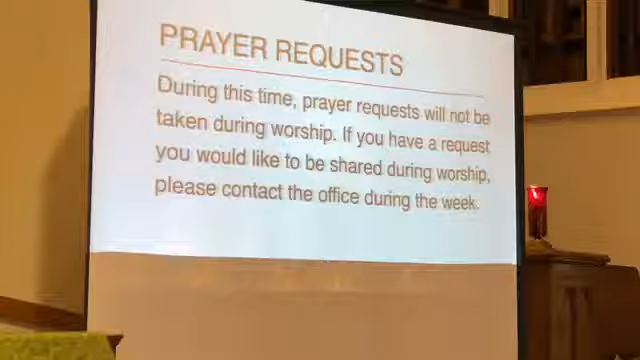 PRAYER REQUESTS
During this time, prayer requests will not be
taken during worship. If you have a request
you would like to be shared during worship,
please contact the office during the week.